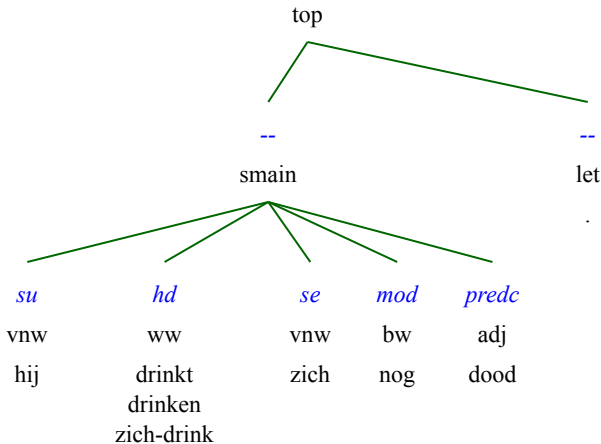 top
-- --
smain let
.
su hd se mod predc
vnw ww vnw bw adj
hij drinkt zich nog dood
drinken
zich-drink